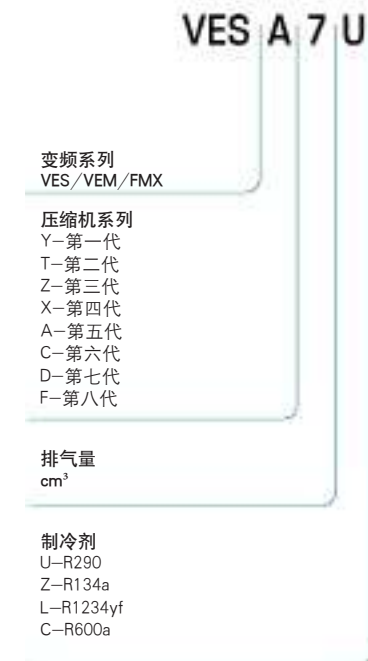 VES A 7 U
变频系列
VES/VEM/FMX
压缩机系列
Y—第一代
T—第二代
Z—第三代
X—第四代
A—第五代
C—第六代
D—第七代
F—第八代
排气量
cm³
制冷剂
U—R290
Z—R134a
L—R1234yf
C—R600a